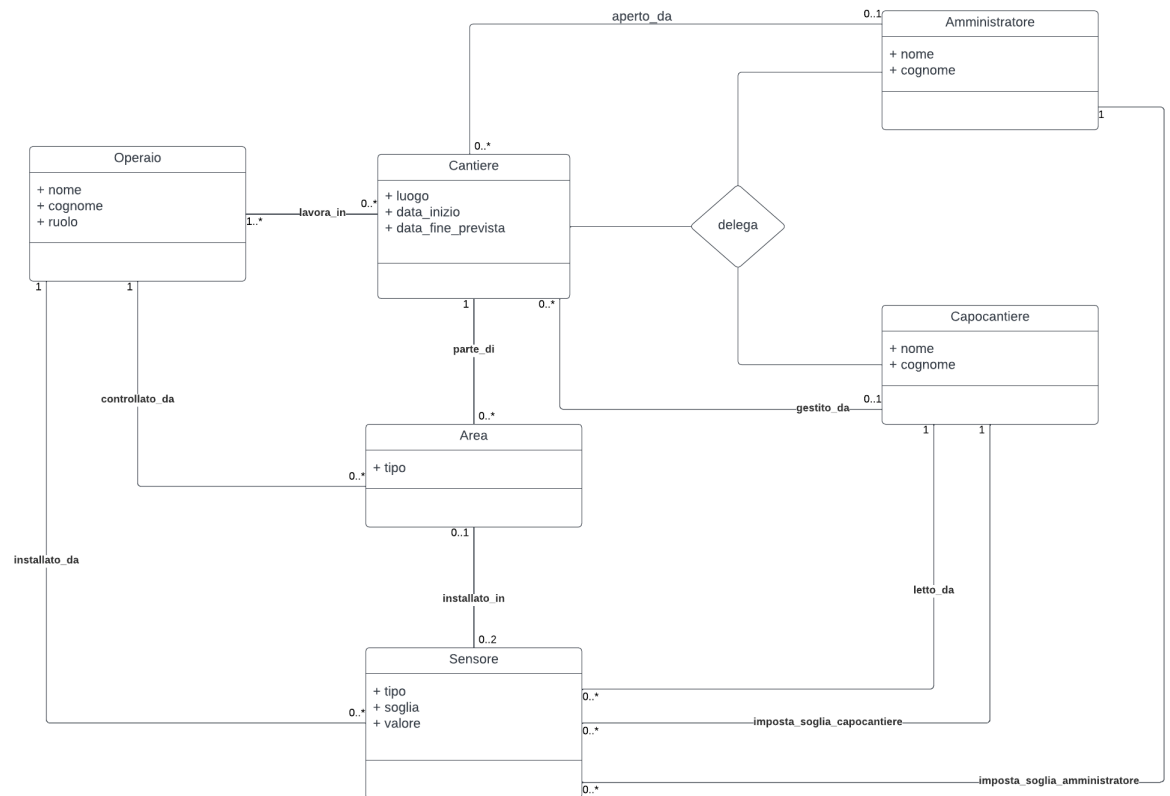 aperto_da
0..1
Amministratore
+ nome
+ cognome
1
0..*
Operaio
+ nome
+ cognome
+ ruolo
1..*
lavora_in
0..*
Cantiere
+ luogo
+ data_inizio
+ data_fine_prevista
delega
1
1
1
0..*
Capocantiere
+ nome
+ cognome
parte_di
controllato_da
gestito_da
0..1
0..*
Area
+ tipo
0..*
1
1
0..1
installato_da
installato_in
letto_da
0..2
Sensore
+ tipo
+ soglia
+ valore
0..*
0..*
imposta_soglia_capocantiere
0..*
imposta_soglia_amministratore
0..*